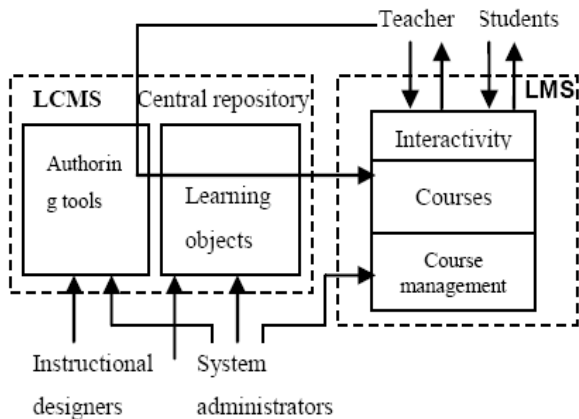 Teacher Students
LCMS Central repository
LMS
Authorin
g tools
Learning
objects
Interactivity
Courses
Course
management
Instructional
designers
System
administrators